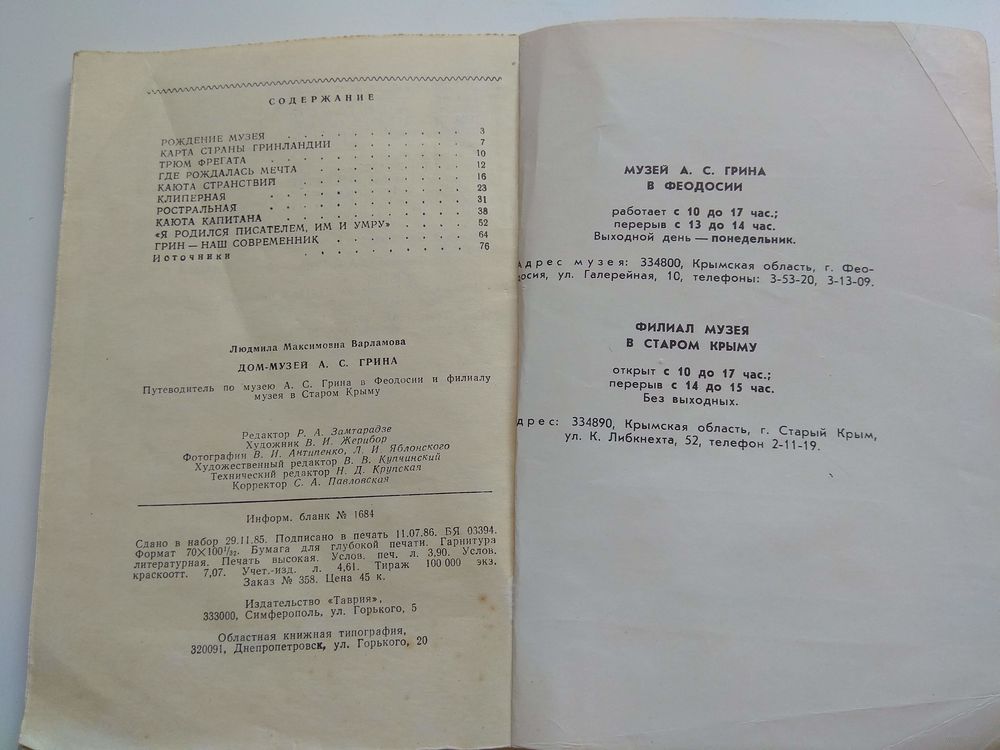 СОДЕРЖАНИЕ
РОЖДЕНИЕ МУЗЕЯ . . . . . . . . 3
КАРТА СТРАНЫ ГРИНЛАНДИИ . . . . . 7
ТРЮМ ФРЕГАТА . . . . . . . . 10
ГДЕ РОЖДАЛАСЬ МЕЧТА . . . . . . . 12
КАЮТА СТРАНСТВИЙ . . . . . . . 16
КЛИПЕРНАЯ . . . . . . . . 23
РОСТРАЛЬНАЯ . . . . . . . . 31
КАЮТА КАПИТАНА . . . . . . . . 38
«Я РОДИЛСЯ ПИСАТЕЛЕМ, ИМ И УМРУ» . . . 52
ГРИН — НАШ СОВРЕМЕННИК . . . . . . 64
Источники . . . . . . . . 76
Людмила Максимовна Варламова
ДОМ-МУЗЕЙ А. С. ГРИНА
Путеводитель по музею А. С. Грина в Феодосии и филиалу
музея в Старом Крыму
Редактор Р. А. Замтарадзе
Художник В. И. Жерибор
Фотографии В. И. Антипенко, Л. И. Яблонского
Художественный редактор В. В. Купчинский
Технический редактор Н. Д. Крупская
Корректор С. А. Павловская
Информ. бланк № 1684
Сдано в набор 29.11.85. Подписано в печать 11.07.86. БЯ 03394.
Формат 70×100¹/₃₂. Бумага для глубокой печати. Гарнитура
литературная. Печать высокая. Услов. печ. л. 3,90. Услов.
краскоотт. 7,07. Учет.-изд. л. 4,61. Тираж 100 000 экз.
Заказ № 358. Цена 45 к.
Издательство «Таврия»,
333000, Симферополь, ул. Горького, 5
Областная книжная типография,
320091, Днепропетровск, ул. Горького, 20
МУЗЕЙ А. С. ГРИНА
В ФЕОДОСИИ
работает с 10 до 17 час.;
перерыв с 13 до 14 час.
Выходной день — понедельник.
Адрес музея: 334800, Крымская область, г. Фео-
досия, ул. Галерейная, 10, телефоны: 3-53-20, 3-13-09.
ФИЛИАЛ МУЗЕЯ
В СТАРОМ КРЫМУ
открыт с 10 до 17 час.;
перерыв с 14 до 15 час.
Без выходных.
дрес: 334890, Крымская область, г. Старый Крым,
ул. К. Либкнехта, 52, телефон 2-11-19.